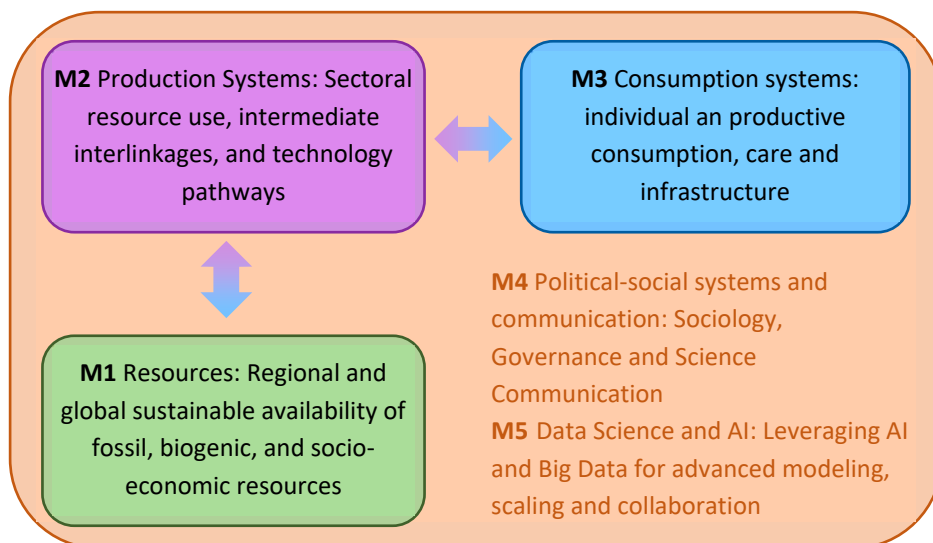 M2 Production Systems: Sectoral
resource use, intermediate
interlinkages, and technology
pathways
M3 Consumption systems:
individual an productive
consumption, care and
infrastructure
M1 Resources: Regional and
global sustainable availability of
fossil, biogenic, and socio-
economic resources
M4 Political-social systems and
communication: Sociology,
Governance and Science
Communication
M5 Data Science and AI: Leveraging AI
and Big Data for advanced modeling,
scaling and collaboration